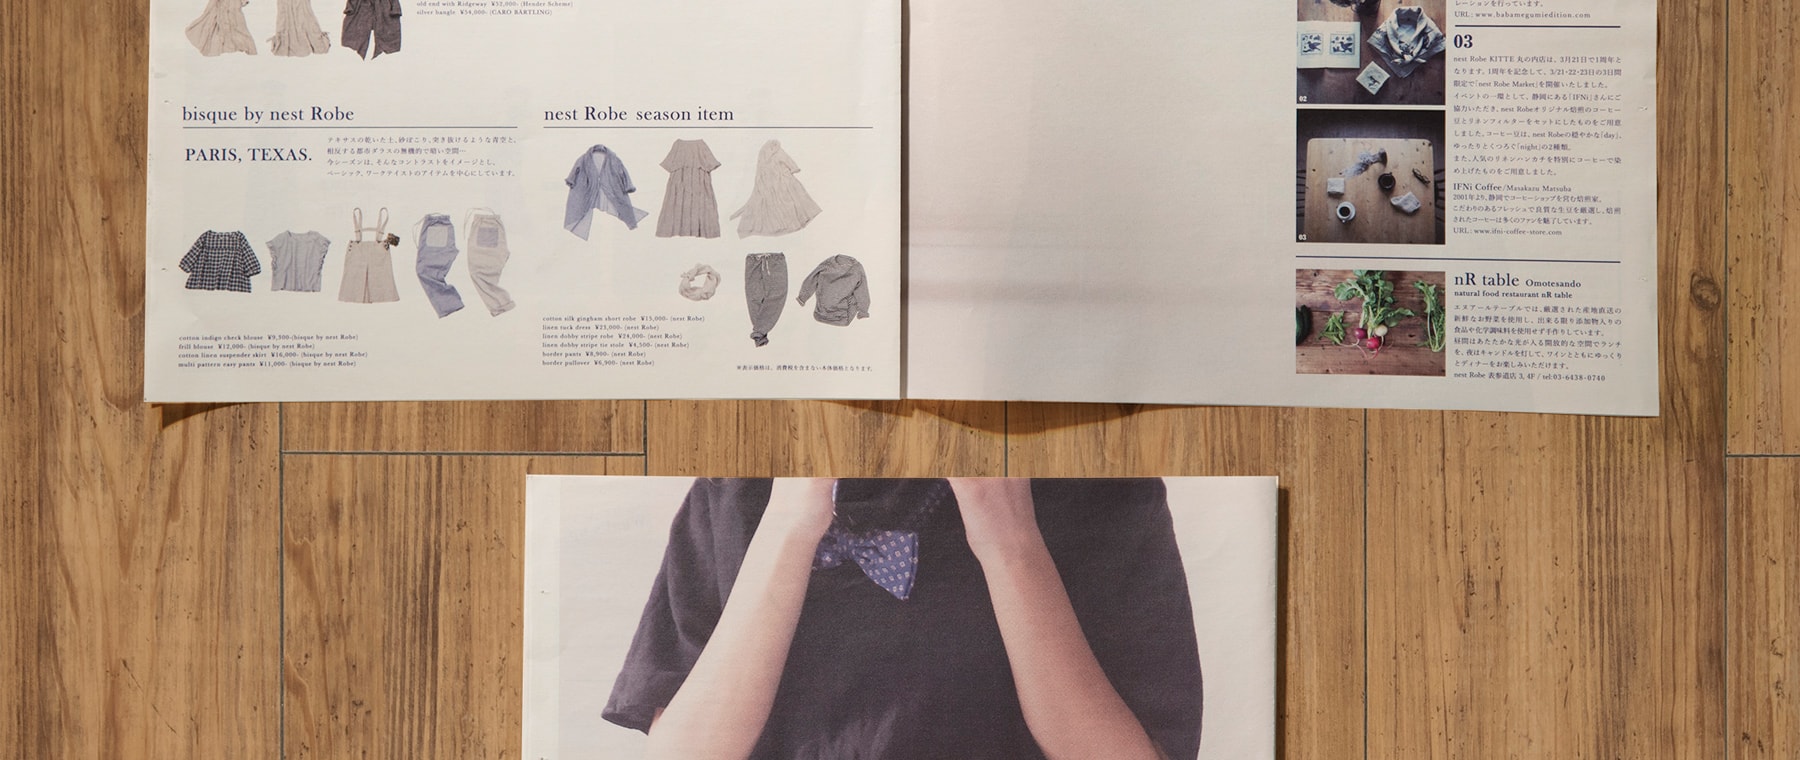 old end with Ridgeway ¥52,000- (Hender Scheme)
silver bangle ¥54,000- (CARO BÄRTLING)
bisque by nest Robe
PARIS, TEXAS.
テキサスの乾いた土、砂ぼこり、突き抜けるような青空と、
相反する都市ダラスの無機的で暗い空間…
今シーズンは、そんなコントラストをイメージとし、
ベーシック、ワークテイストのアイテムを中心にしています。
cotton indigo check blouse ¥9,300-(bisque by nest Robe)
frill blouse ¥12,000- (bisque by nest Robe)
cotton linen suspender skirt ¥16,000- (bisque by nest Robe)
multi pattern easy pants ¥11,000- (bisque by nest Robe)
nest Robe season item
cotton silk gingham short robe ¥15,000- (nest Robe)
linen tuck dress ¥23,000- (nest Robe)
linen dobby stripe robe ¥24,000- (nest Robe)
linen dobby stripe tie stole ¥4,500- (nest Robe)
border pants ¥8,900- (nest Robe)
border pullover ¥6,900- (nest Robe)
※表示価格は、消費税を含まない本体価格となります。
レーションを行っています。
URL : www.babamegumiedition.com
02
03
nest Robe KITTE 丸の内店は、3月21日で1周年と
なります。1周年を記念して、3/21・22・23日の3日間
限定で「nest Robe Market」を開催いたしました。
イベントの一環として、静岡にある「IFNi」さんにご
協力いただき、nest Robeオリジナル焙煎のコーヒー
豆とリネンフィルターをセットにしたものをご用意
しました。コーヒー豆は、nest Robeの穏やかな「day」、
ゆったりとくつろぐ「night」の2種類。
また、人気のリネンハンカチを特別にコーヒーで染
め上げたものをご用意しました。
IFNi Coffee/Masakazu Matsuba
2001年より、静岡でコーヒーショップを営む焙煎家。
こだわりのあるフレッシュで良質な生豆を厳選し、焙煎
されたコーヒーは多くのファンを魅了しています。
URL : www.ifni-coffee-store.com
03
nR table Omotesando
natural food restaurant nR table
エヌアールテーブルでは、厳選された産地直送の
新鮮なお野菜を使用し、出来る限り添加物入りの
食品や化学調味料を使用せず手作りしています。
昼間はあたたかな光が入る開放的な空間でランチ
を、夜はキャンドルを灯して、ワインとともにゆっくり
とディナーをお楽しみいただけます。
nest Robe 表参道店 3, 4F / tel:03-6438-0740